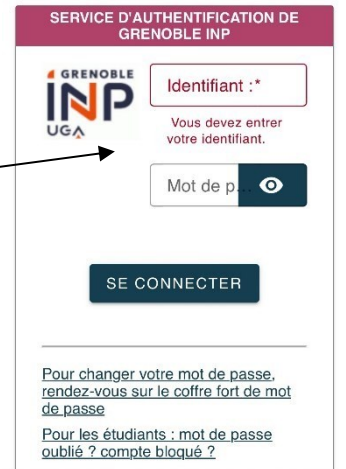 SERVICE D'AUTHENTIFICATION DE
GRENOBLE INP
GRENOBLE
INP
UGA
Identifiant :*
Vous devez entrer
votre identifiant.
Mot de p...
SE CONNECTER
Pour changer votre mot de passe,
rendez-vous sur le coffre fort de mot
de passe
Pour les étudiants : mot de passe
oublié ? compte bloqué ?